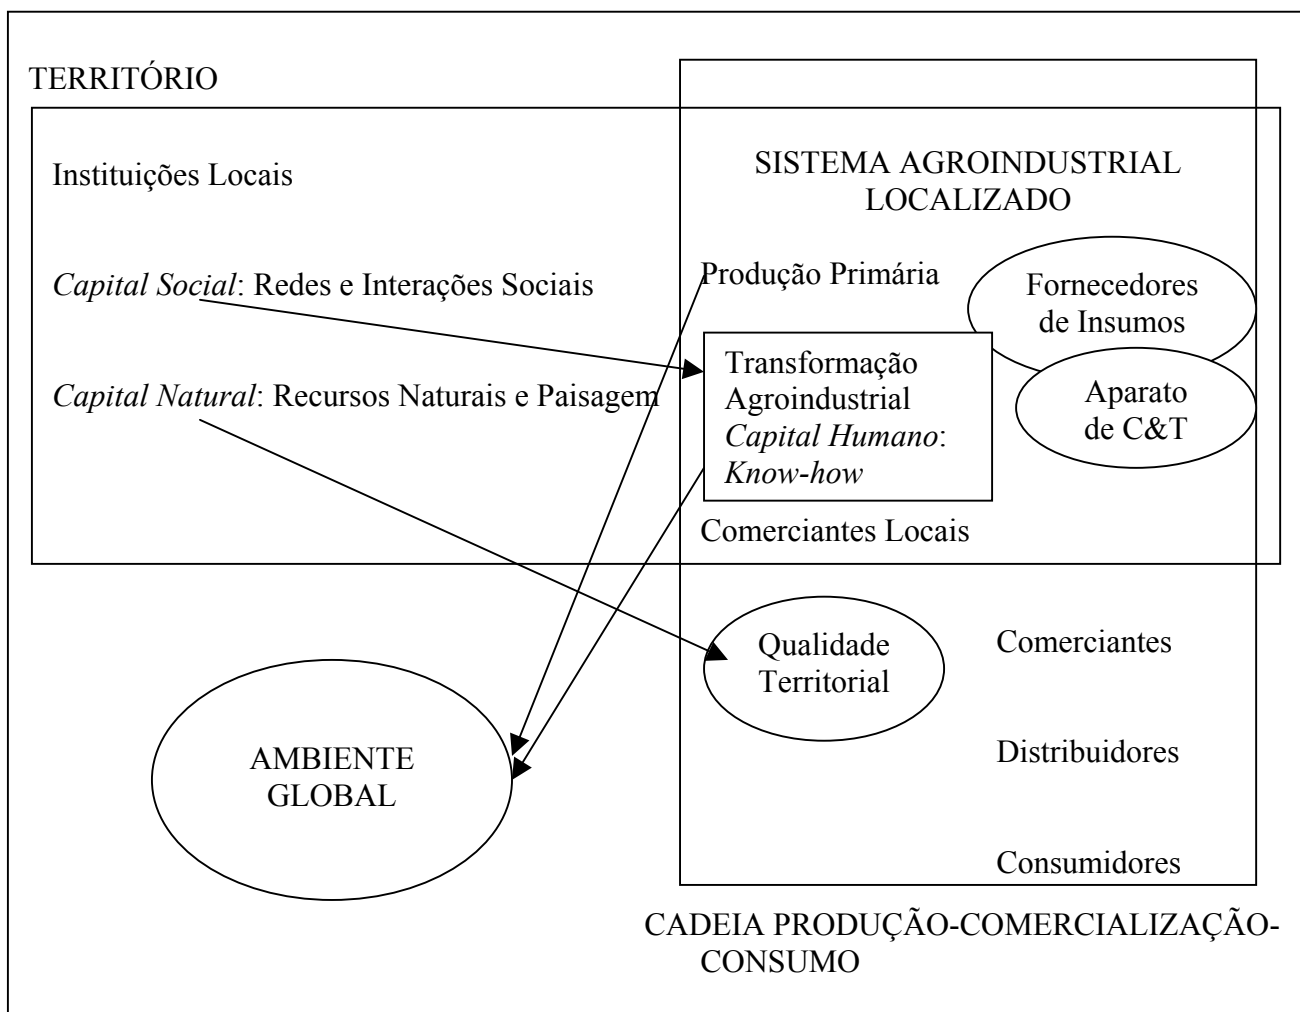 TERRITÓRIO
Instituições Locais
Capital Social: Redes e Interações Sociais
Capital Natural: Recursos Naturais e Paisagem
SISTEMA AGROINDUSTRIAL
LOCALIZADO
Produção Primária
Fornecedores
de Insumos
Transformação
Agroindustrial
Capital Humano:
Know-how
Aparato
de C&T
Comerciantes Locais
Qualidade
Territorial
Comerciantes
Distribuidores
Consumidores
AMBIENTE
GLOBAL
CADEIA PRODUÇÃO-COMERCIALIZAÇÃO-
CONSUMO